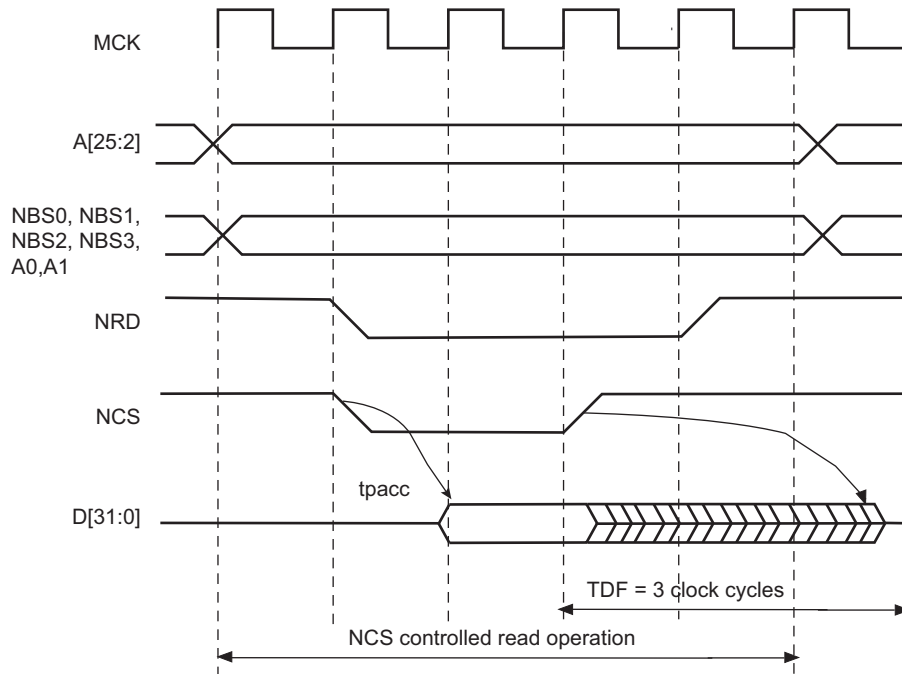 MCK
A[25:2]
NBS0, NBS1,
NBS2, NBS3,
A0,A1
NRD
NCS
tpacc
D[31:0]
TDF = 3 clock cycles
NCS controlled read operation